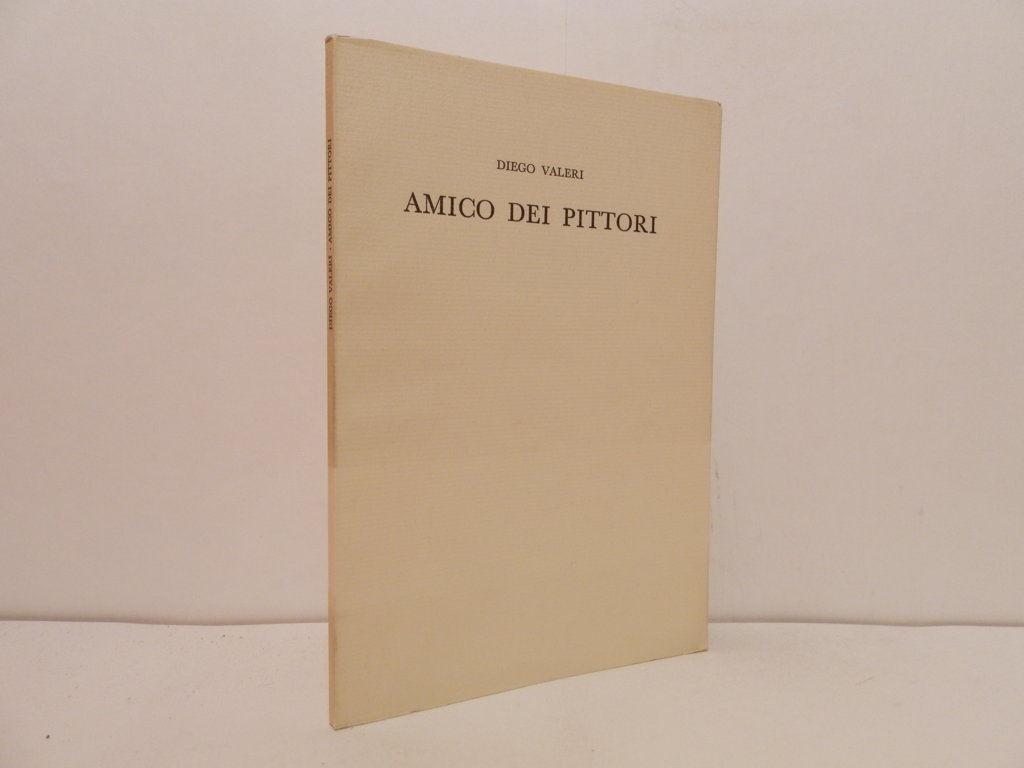 DIEGO VALERI
AMICO DEI PITTORI
DIEGO VALERI - AMICO DEI PITTORI